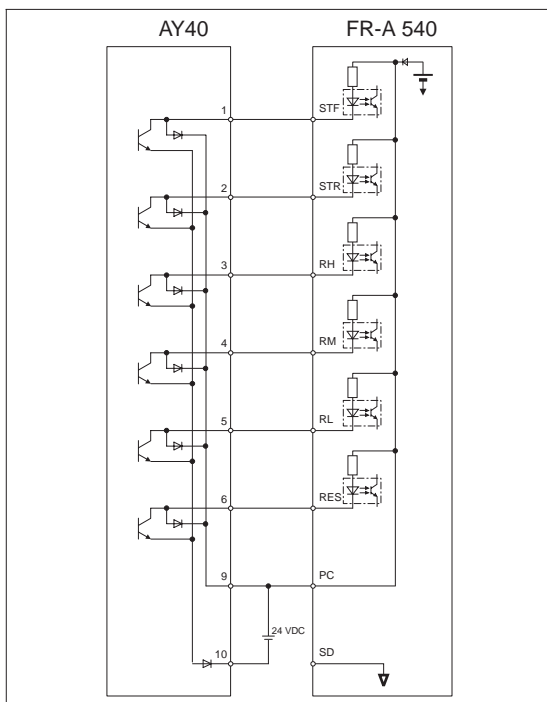 AY40 FR-A 540
1 STF
2 STR
3 RH
4 RM
5 RL
6 RES
9 PC
24 VDC
10 SD